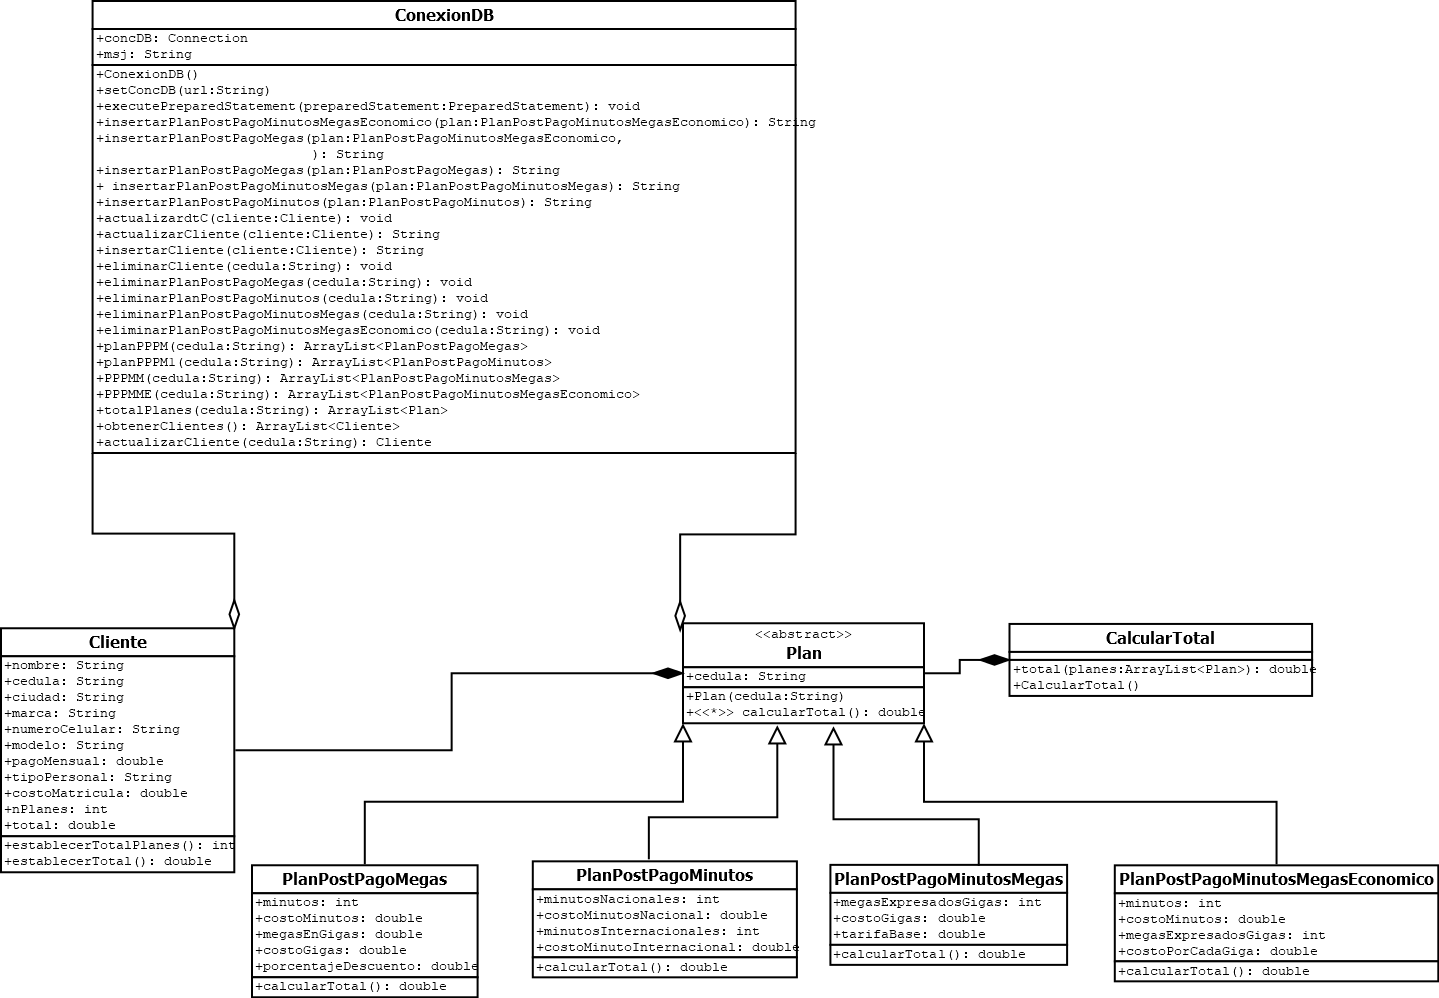 ConexionDB
+concDB: Connection
+msj: String
+ConexionDB()
+setConcDB(url:String)
+executePreparedStatement(preparedStatement:PreparedStatement): void
+insertarPlanPostPagoMinutosMegasEconomico(plan:PlanPostPagoMinutosMegasEconomico): String
+insertarPlanPostPagoMegas(plan:PlanPostPagoMinutosMegasEconomico,
): String
+insertarPlanPostPagoMegas(plan:PlanPostPagoMegas): String
+ insertarPlanPostPagoMinutosMegas(plan:PlanPostPagoMinutosMegas): String
+insertarPlanPostPagoMinutos(plan:PlanPostPagoMinutos): String
+actualizardtC(cliente:Cliente): void
+actualizarCliente(cliente:Cliente): String
+insertarCliente(cliente:Cliente): String
+eliminarCliente(cedula:String): void
+eliminarPlanPostPagoMegas(cedula:String): void
+eliminarPlanPostPagoMinutos(cedula:String): void
+eliminarPlanPostPagoMinutosMegas(cedula:String): void
+eliminarPlanPostPagoMinutosMegasEconomico(cedula:String): void
+planPPPM(cedula:String): ArrayList<PlanPostPagoMegas>
+planPPPM1(cedula:String): ArrayList<PlanPostPagoMinutos>
+PPPMM(cedula:String): ArrayList<PlanPostPagoMinutosMegas>
+PPPMME(cedula:String): ArrayList<PlanPostPagoMinutosMegasEconomico>
+totalPlanes(cedula:String): ArrayList<Plan>
+obtenerClientes(): ArrayList<Cliente>
+actualizarCliente(cedula:String): Cliente
Cliente
+nombre: String
+cedula: String
+ciudad: String
+marca: String
+numeroCelular: String
+modelo: String
+pagoMensual: double
+tipoPersonal: String
+costoMatricula: double
+nPlanes: int
+total: double
+establecerTotalPlanes(): int
+establecerTotal(): double
<<abstract>>
Plan
+cedula: String
+Plan(cedula:String)
+<<*>> calcularTotal(): double
CalcularTotal
+total(planes:ArrayList<Plan>): double
+CalcularTotal()
PlanPostPagoMegas
+minutos: int
+costoMinutos: double
+megasEnGigas: double
+costoGigas: double
+porcentajeDescuento: double
+calcularTotal(): double
PlanPostPagoMinutos
+minutosNacionales: int
+costoMinutosNacional: double
+minutosInternacionales: int
+costoMinutoInternacional: double
+calcularTotal(): double
PlanPostPagoMinutosMegas
+megasExpresadosGigas: int
+costoGigas: double
+tarifaBase: double
+calcularTotal(): double
PlanPostPagoMinutosMegasEconomico
+minutos: int
+costoMinutos: double
+megasExpresadosGigas: int
+costoPorCadaGiga: double
+calcularTotal(): double